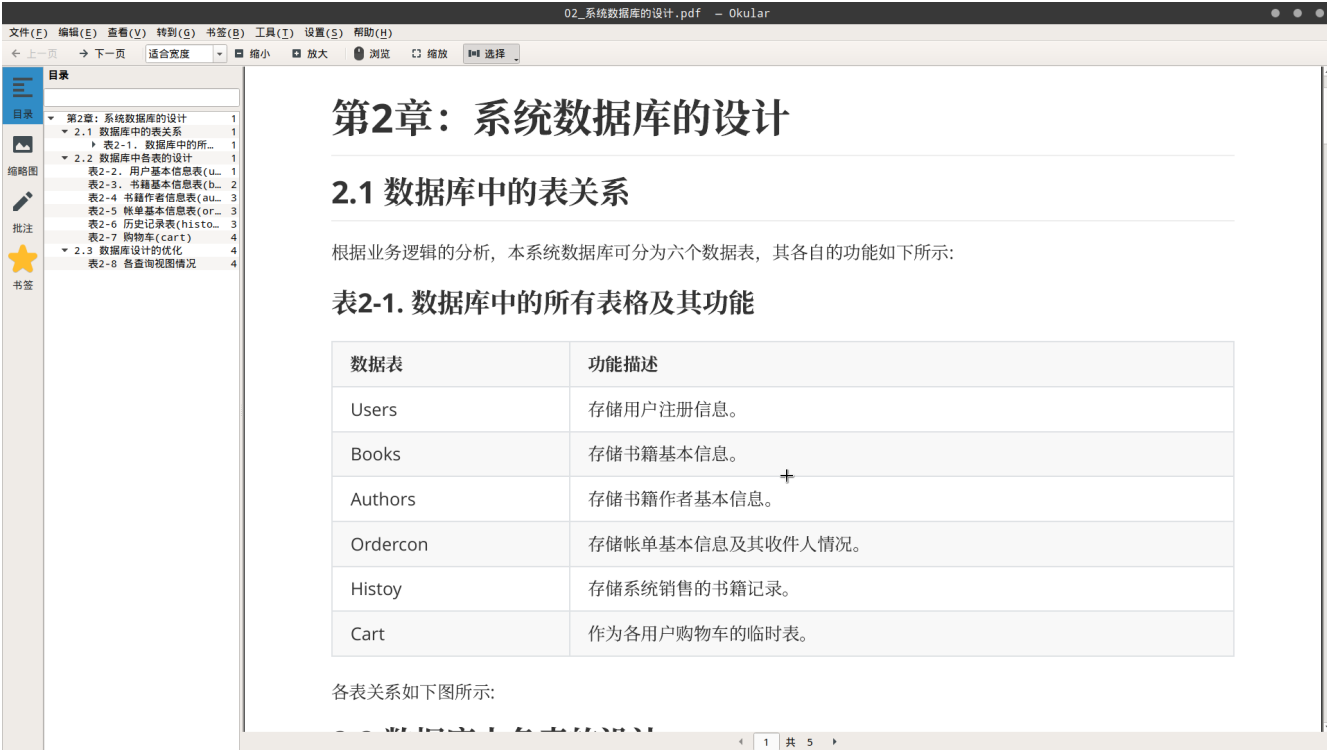 02_系统数据库的设计.pdf — Okular
文件(F) 编辑(E) 查看(V) 转到(G) 书签(B) 工具(T) 设置(S) 帮助(H)
上一页 下一页 适合宽度 缩小 放大 浏览 缩放 选择
目录
缩略图
批注
书签
目录
第2章：系统数据库的设计 1
2.1 数据库中的表关系 1
表2-1. 数据库中的所… 1
2.2 数据库中各表的设计 1
表2-2. 用户基本信息表(u… 1
表2-3. 书籍基本信息表(b… 2
表2-4 书籍作者信息表(au… 3
表2-5 帐单基本信息表(or… 3
表2-6 历史记录表(histo… 3
表2-7 购物车(cart) 4
2.3 数据库设计的优化 4
表2-8 各查询视图情况 4
第2章：系统数据库的设计
2.1 数据库中的表关系
根据业务逻辑的分析，本系统数据库可分为六个数据表，其各自的功能如下所示:
表2-1. 数据库中的所有表格及其功能
数据表 功能描述
Users 存储用户注册信息。
Books 存储书籍基本信息。
Authors 存储书籍作者基本信息。
Ordercon 存储帐单基本信息及其收件人情况。
Histoy 存储系统销售的书籍记录。
Cart 作为各用户购物车的临时表。
各表关系如下图所示:
2.2 数据库中各表的设计
1 共 5